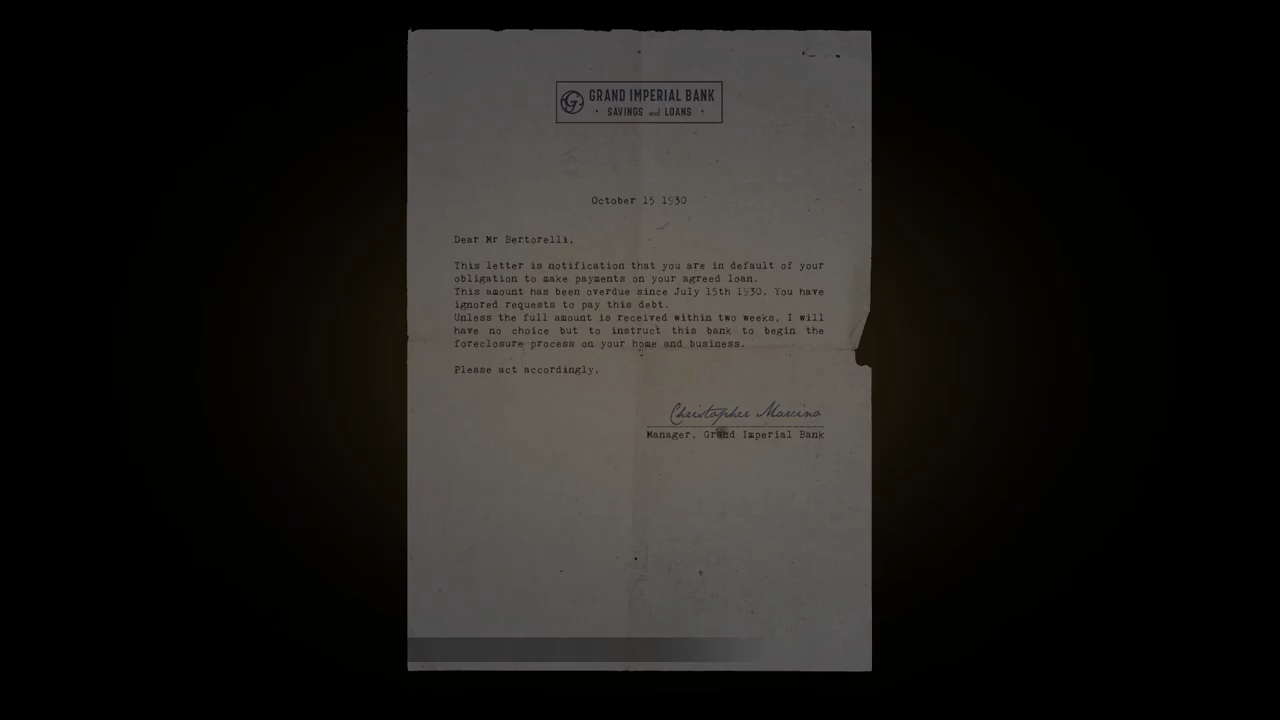 G
GRAND IMPERIAL BANK
SAVINGS and LOANS
October 15 1930
Dear Mr Bertorelli,
This letter is notification that you are in default of your
obligation to make payments on your agreed loan.
This amount has been overdue since July 15th 1930. You have
ignored requests to pay this debt.
Unless the full amount is received within two weeks, I will
have no choice but to instruct this bank to begin the
foreclosure process on your home and business.
Please act accordingly,
Christopher Marcino
Manager, Grand Imperial Bank